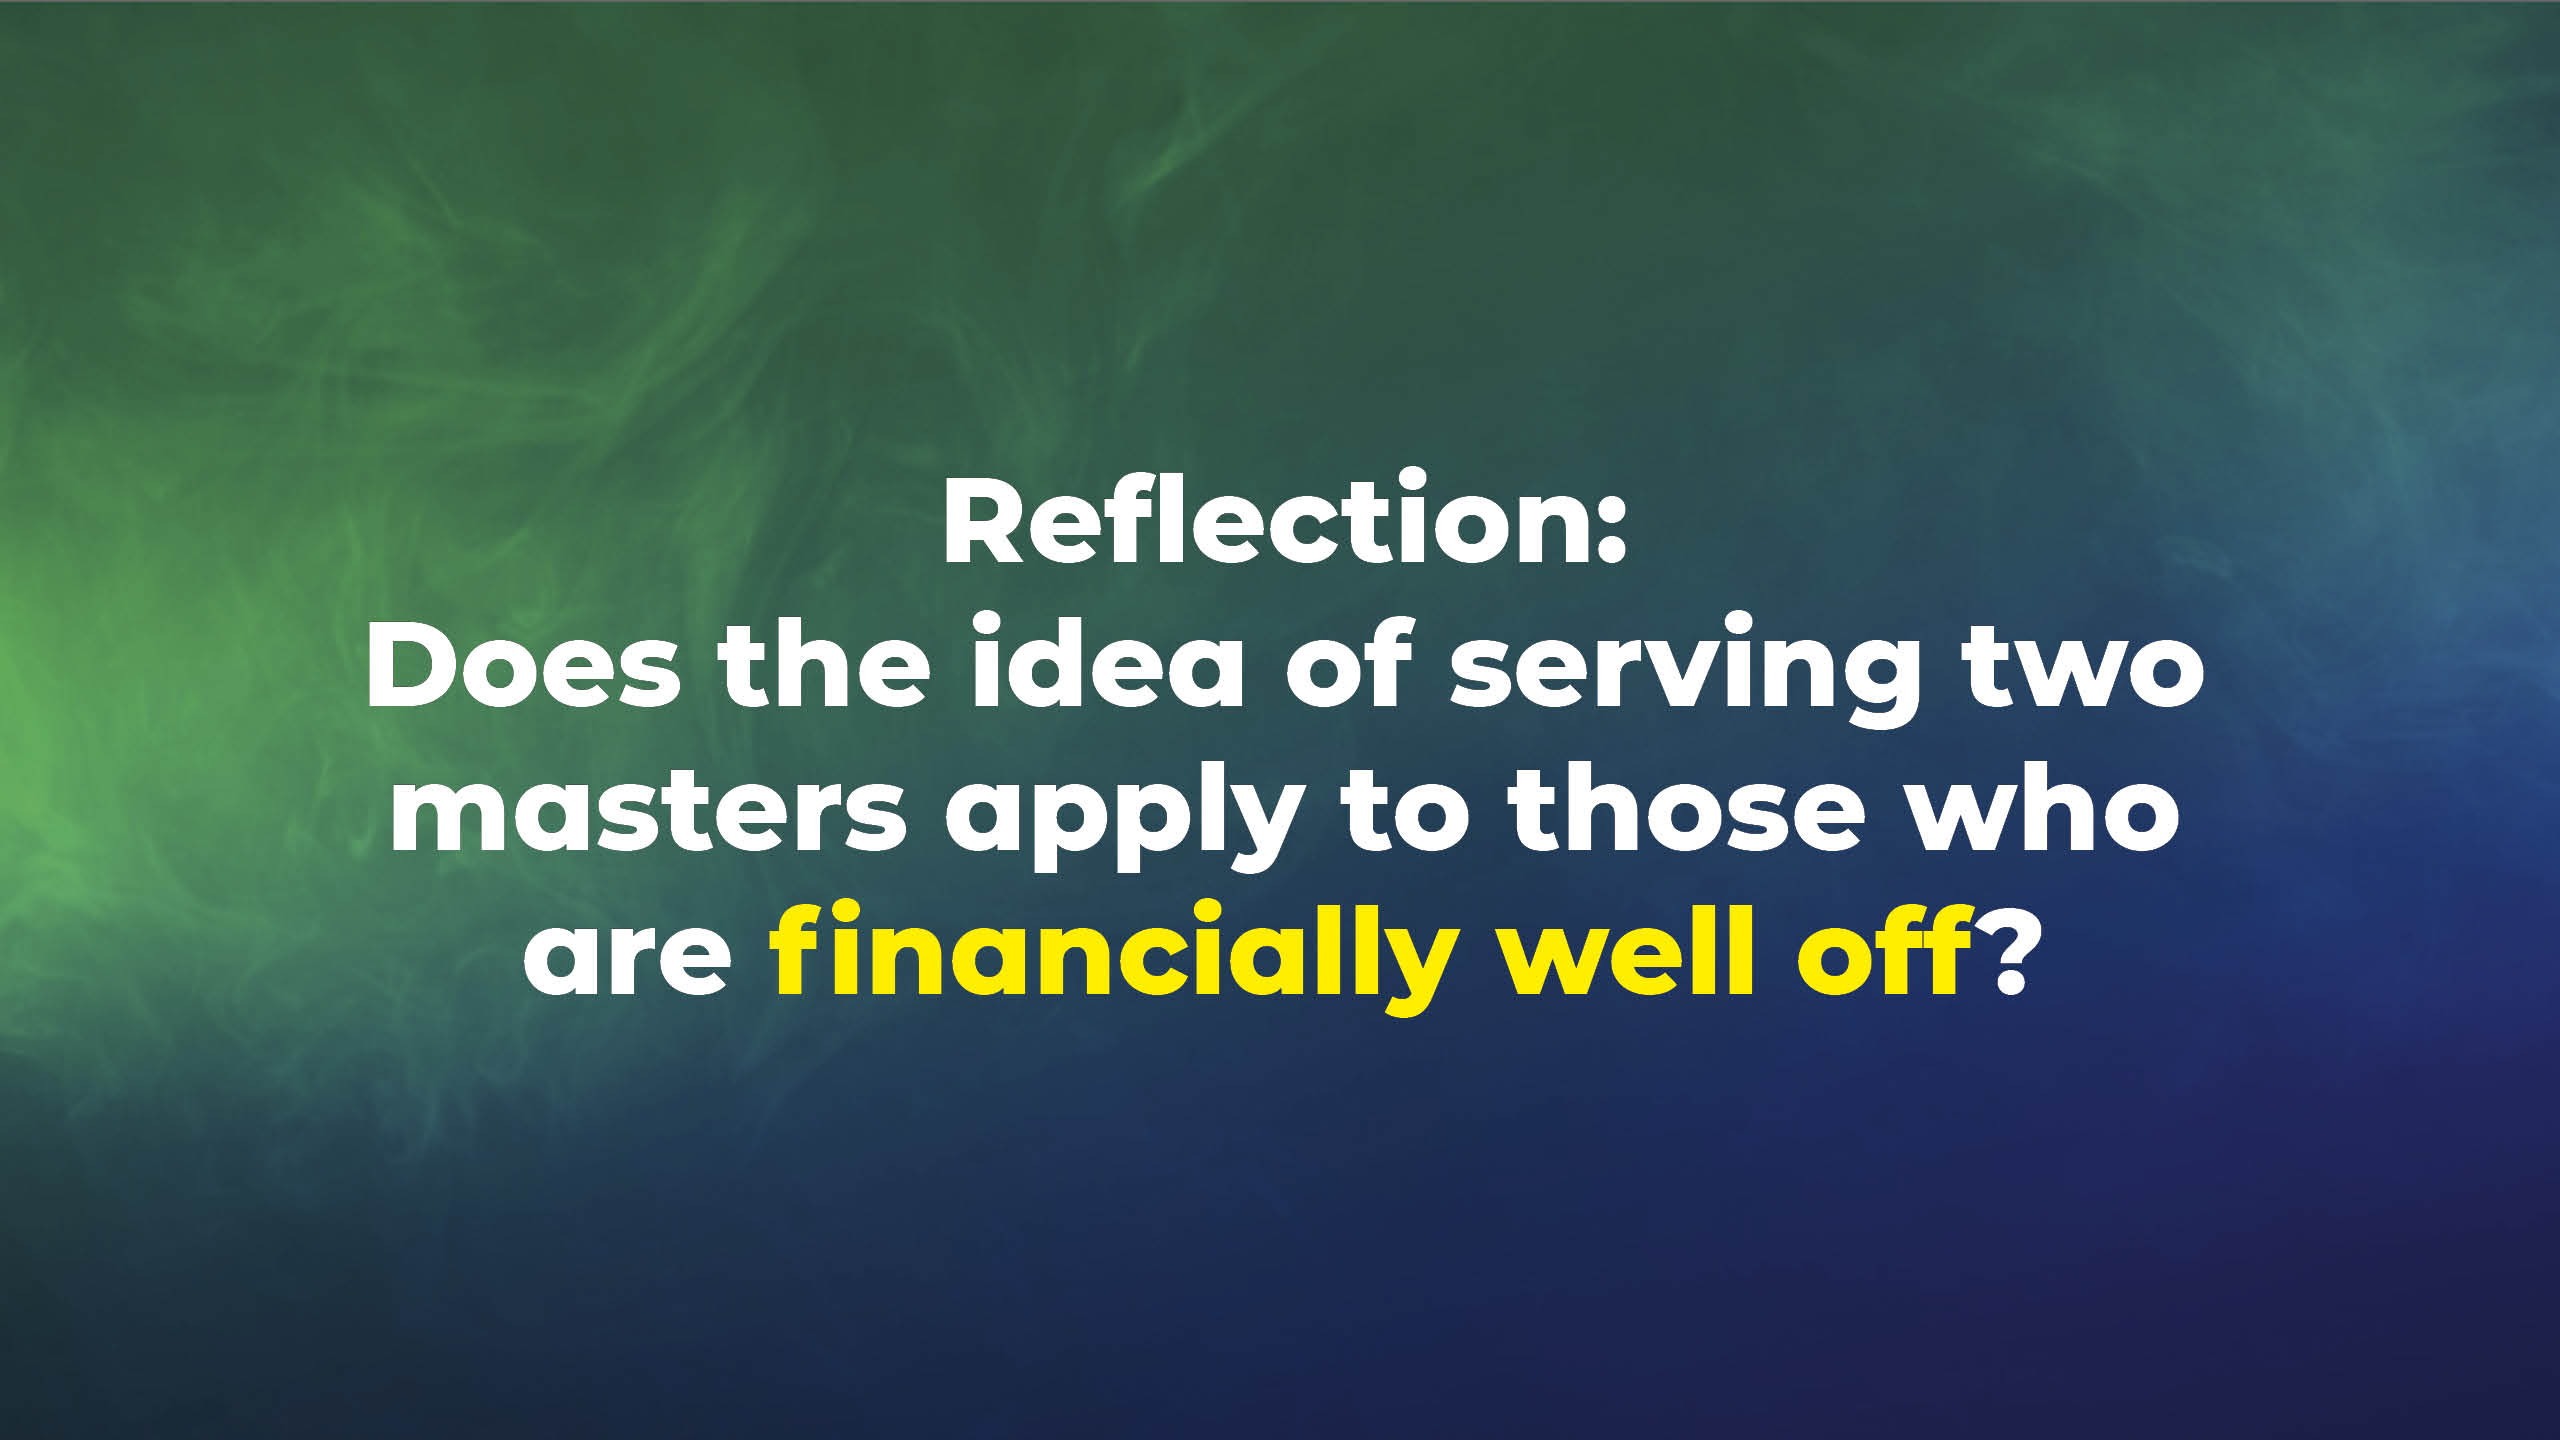 Reflection:
Does the idea of serving two
masters apply to those who
are financially well off?